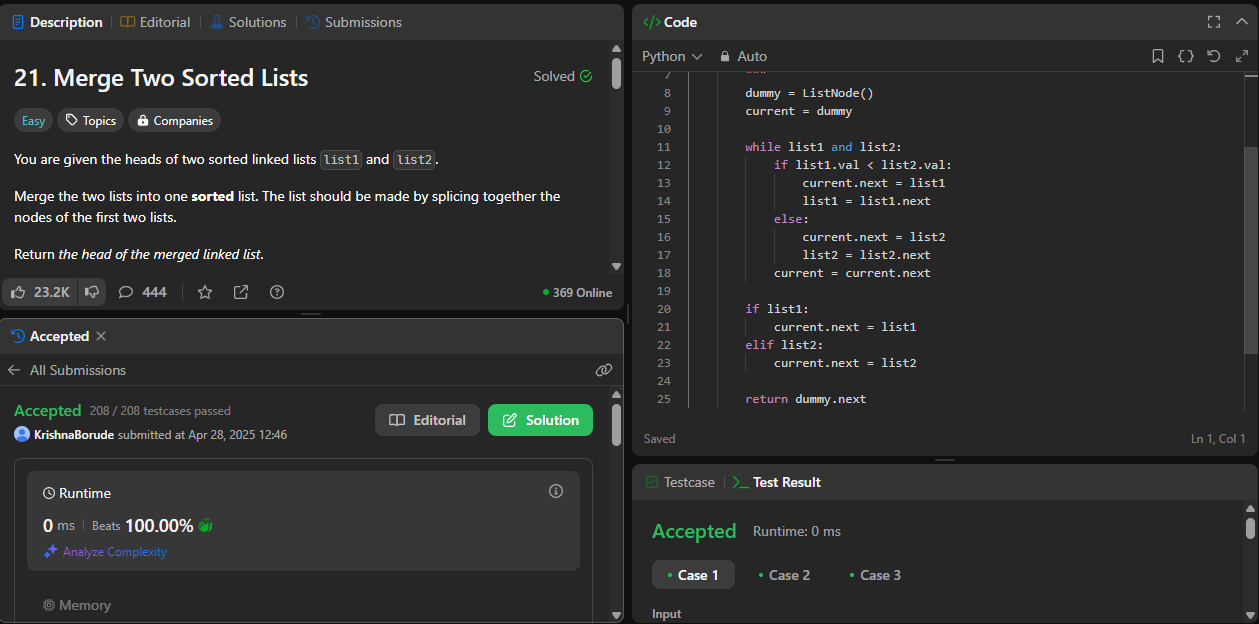 Description | Editorial | Solutions | Submissions
21. Merge Two Sorted Lists
Solved
Easy Topics Companies
You are given the heads of two sorted linked lists list1 and list2.
Merge the two lists into one sorted list. The list should be made by splicing together the
nodes of the first two lists.
Return the head of the merged linked list.
23.2K 444
369 Online
Accepted
All Submissions
Accepted 208 / 208 testcases passed
KrishnaBorude submitted at Apr 28, 2025 12:46
Editorial
Solution
Runtime
0 ms | Beats 100.00%
Analyze Complexity
Memory
</> Code
Python Auto
7 """
8 dummy = ListNode()
9 current = dummy
10
11 while list1 and list2:
12 if list1.val < list2.val:
13 current.next = list1
14 list1 = list1.next
15 else:
16 current.next = list2
17 list2 = list2.next
18 current = current.next
19
20 if list1:
21 current.next = list1
22 elif list2:
23 current.next = list2
24
25 return dummy.next
Saved
Ln 1, Col 1
Testcase | >_ Test Result
Accepted Runtime: 0 ms
• Case 1 • Case 2 • Case 3
Input